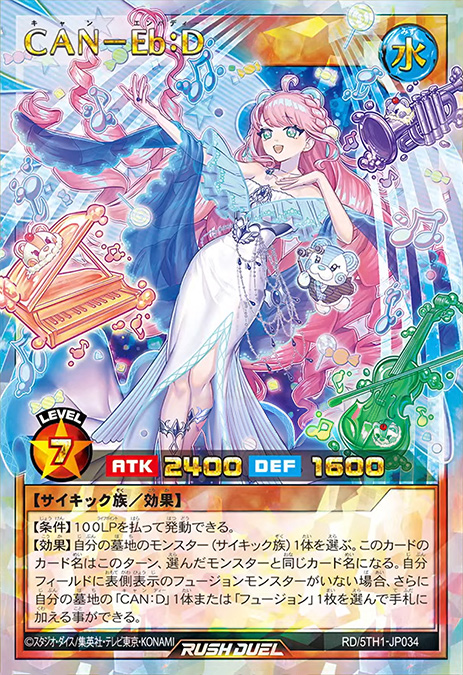 キャンディ
CAN－E♭:D
みず
水
LEVEL
7
ATK 2400 DEF 1600
【サイキック族／効果】
【条件】100LPを払って発動できる。
【効果】自分の墓地のモンスター（サイキック族）1体を選ぶ。このカードの
カード名はこのターン、選んだモンスターと同じカード名になる。自分
フィールドに表側表示のフュージョンモンスターがいない場合、さらに
自分の墓地の「CAN:D」1体または「フュージョン」1枚を選んで手札に
加える事ができる。
©スタジオ・ダイス/集英社・テレビ東京・KONAMI
RUSH DUEL
RD/5TH1-JP034